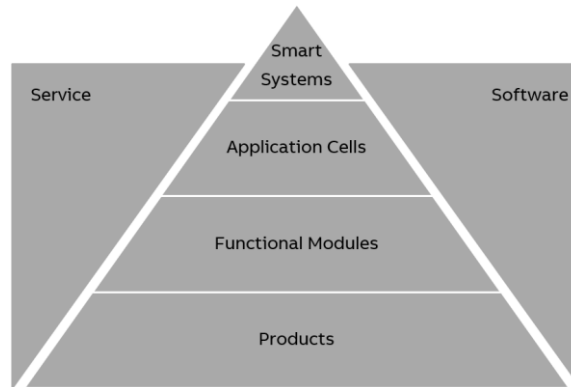 Smart
Systems
Service
Software
Application Cells
Functional Modules
Products